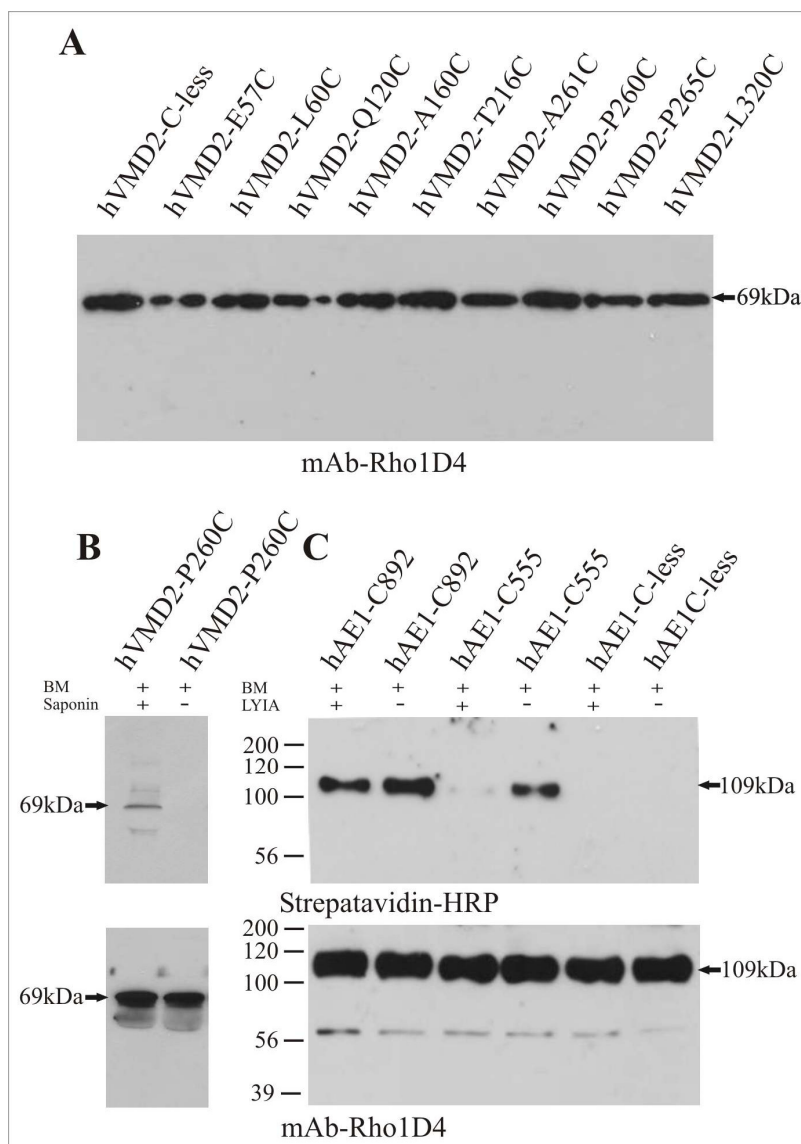 A
hVMD2-C-less
hVMD2-E57C
hVMD2-L60C
hVMD2-Q120C
hVMD2-A160C
hVMD2-T216C
hVMD2-A261C
hVMD2-P260C
hVMD2-P265C
hVMD2-L320C
69kDa
mAb-Rho1D4
B
hVMD2-P260C
hVMD2-P260C
BM + +
Saponin + -
69kDa
69kDa
C
hAE1-C892
hAE1-C892
hAE1-C555
hAE1-C555
hAE1-C-less
hAE1C-less
BM + + + + + +
LYIA + - + - + -
200
120
100
56
109kDa
Strepatavidin-HRP
200
120
100
56
39
109kDa
mAb-Rho1D4